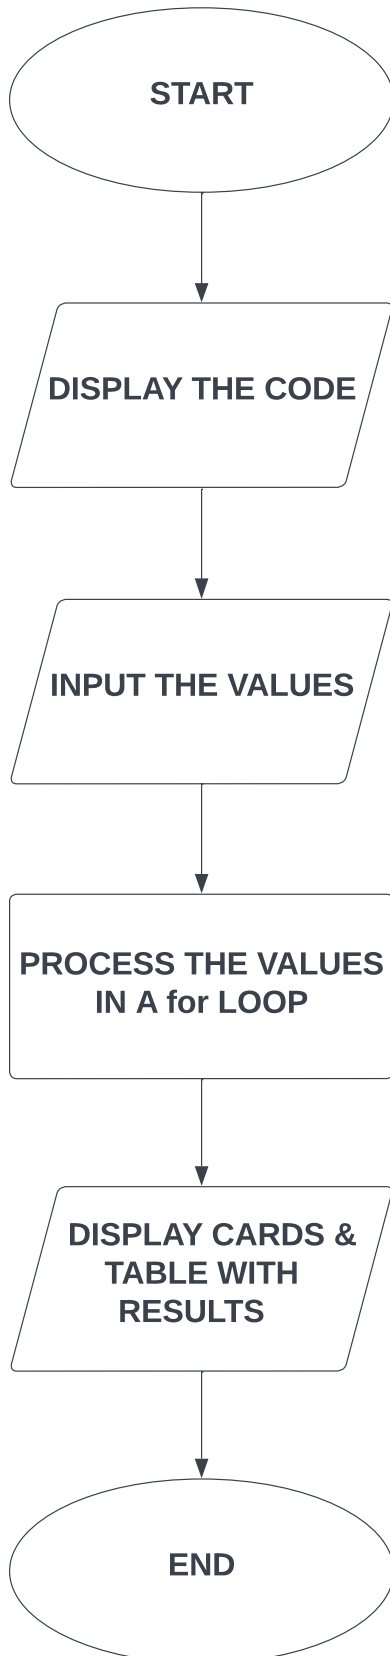 START
DISPLAY THE CODE
INPUT THE VALUES
PROCESS THE VALUES
IN A for LOOP
DISPLAY CARDS &
TABLE WITH
RESULTS
END